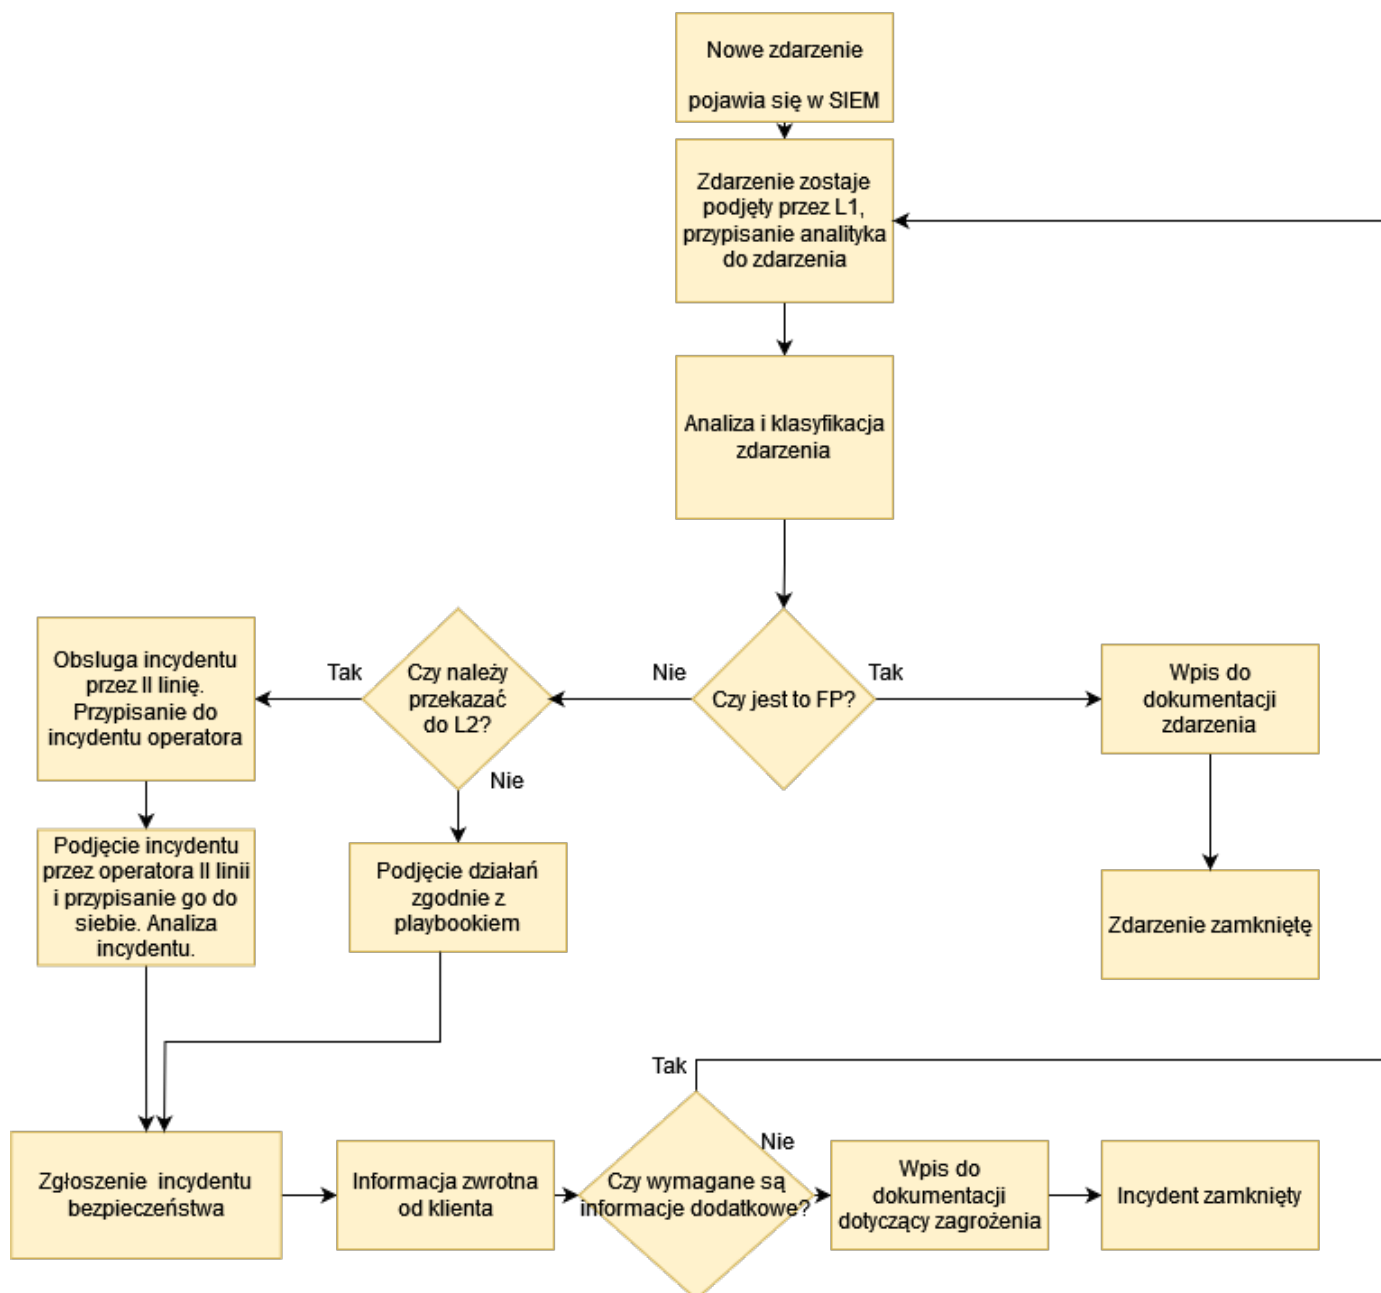 Nowe zdarzenie
pojawia się w SIEM
Zdarzenie zostaje
podjęty przez L1,
przypisanie analityka
do zdarzenia
Analiza i klasyfikacja
zdarzenia
Obsluga incydentu
przez II linię.
Przypisanie do
incydentu operatora
Tak
Czy należy
przekazać
do L2?
Nie
Czy jest to FP?
Tak
Wpis do
dokumentacji
zdarzenia
Nie
Podjęcie incydentu
przez operatora II linii
i przypisanie go do
siebie. Analiza
incydentu.
Podjęcie działań
zgodnie z
playbookiem
Zdarzenie zamkniętę
Tak
Zgłoszenie incydentu
bezpieczeństwa
Informacja zwrotna
od klienta
Czy wymagane są
informacje dodatkowe?
Nie
Wpis do
dokumentacji
dotyczący zagrożenia
Incydent zamknięty